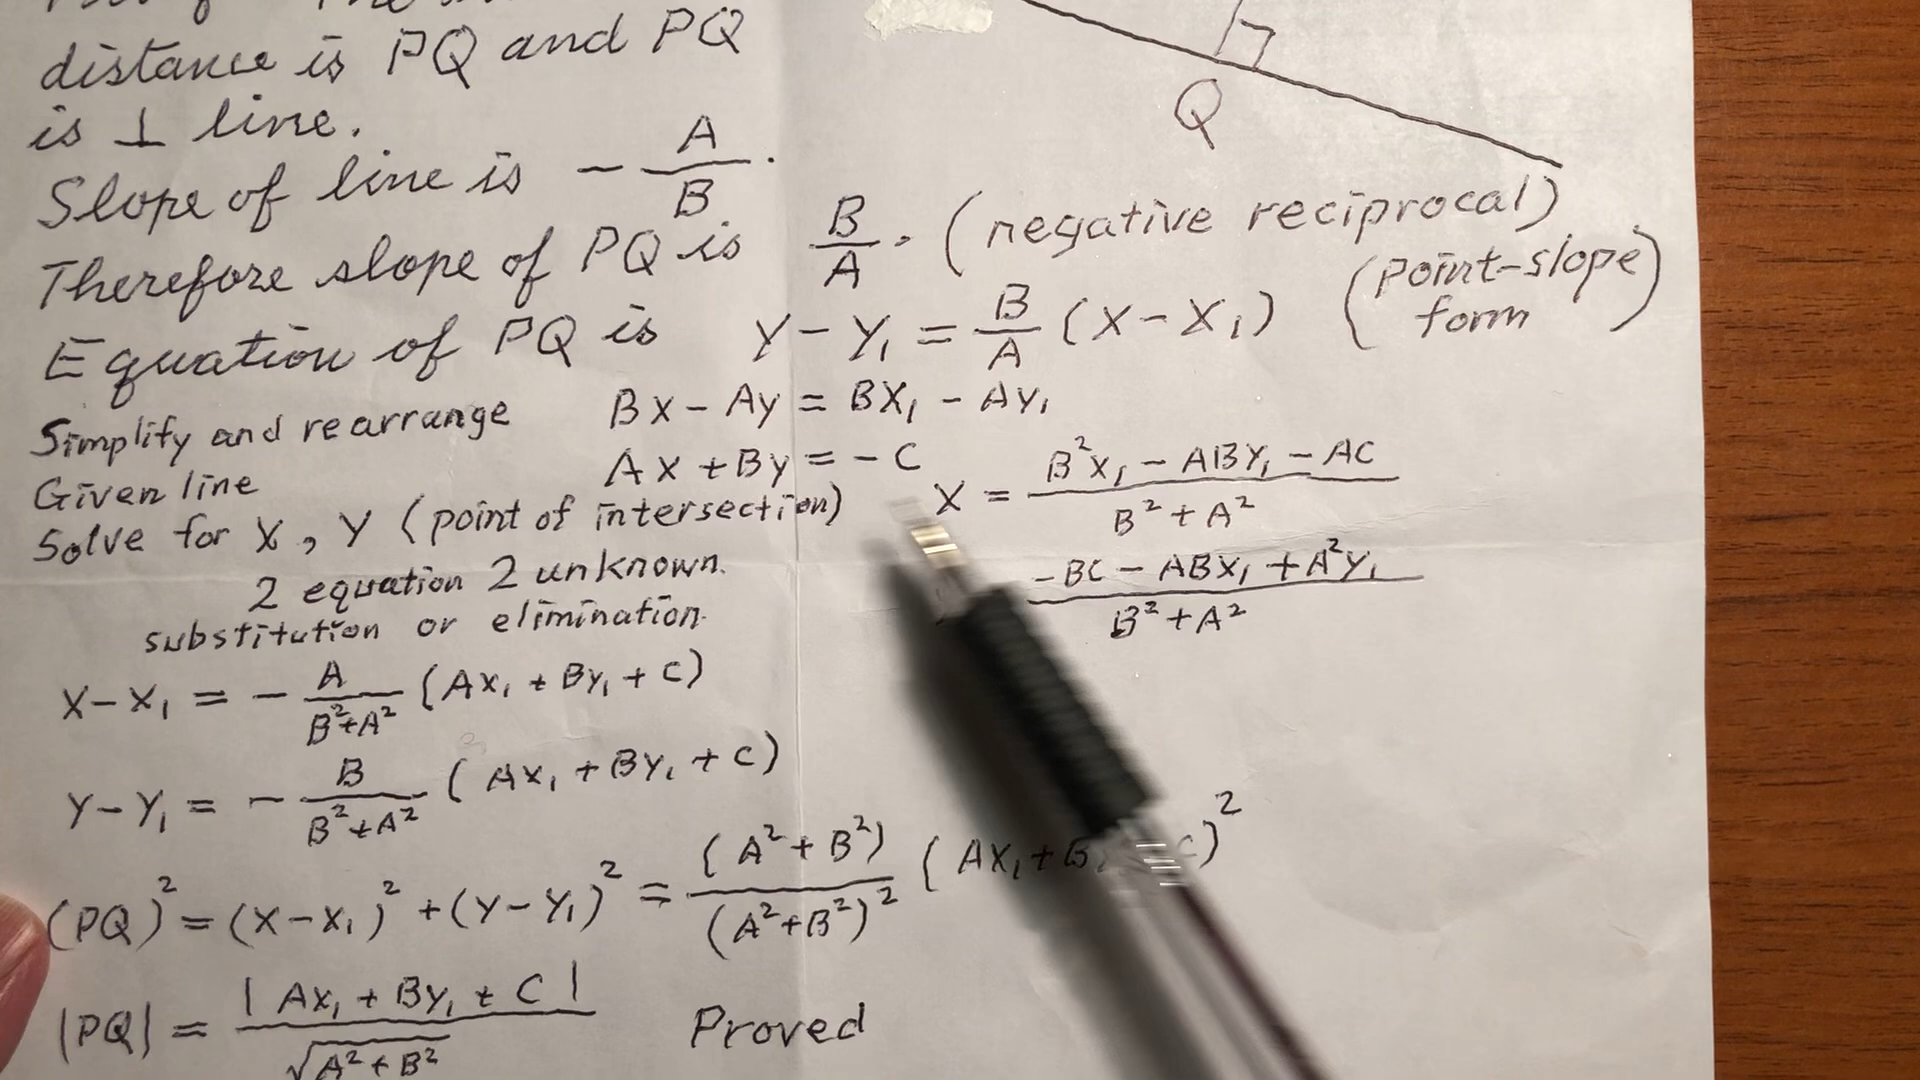 distance is PQ and PQ
is ⊥ line.
Slope of line is - A/B.
Therefore slope of PQ is B/A. (negative reciprocal)
Equation of PQ is Y - Y₁ = B/A (X - X₁) (point-slope form)
Simplify and rearrange BX - AY = BX₁ - AY₁
Given line AX + BY = - C
Solve for X, Y (point of intersection) X = (B²X₁ - ABY₁ - AC)/(B² + A²)
2 equation 2 unknown. (-BC - ABX₁ + A²Y₁)/(B² + A²)
substitution or elimination.
X - X₁ = - A/(B²+A²) (AX₁ + BY₁ + C)
Y - Y₁ = - B/(B²+A²) (AX₁ + BY₁ + C)
(PQ)² = (X - X₁)² + (Y - Y₁)² = (A² + B²)/(A² + B²)² (AX₁ + B C)²
|PQ| = |AX₁ + BY₁ + C|/√(A² + B²) Proved
Q